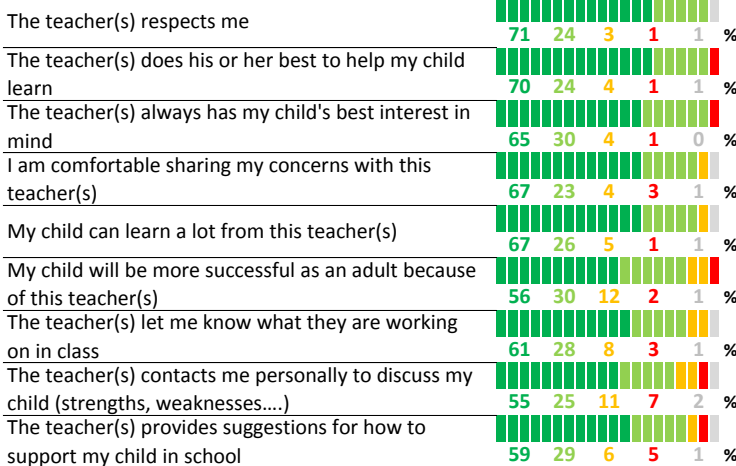 The teacher(s) respects me
71 24 3 1 1 %
The teacher(s) does his or her best to help my child
learn
70 24 4 1 1 %
The teacher(s) always has my child's best interest in
mind
65 30 4 1 0 %
I am comfortable sharing my concerns with this
teacher(s)
67 23 4 3 1 %
My child can learn a lot from this teacher(s)
67 26 5 1 1 %
My child will be more successful as an adult because
of this teacher(s)
56 30 12 2 1 %
The teacher(s) let me know what they are working
on in class
61 28 8 3 1 %
The teacher(s) contacts me personally to discuss my
child (strengths, weaknesses....)
55 25 11 7 2 %
The teacher(s) provides suggestions for how to
support my child in school
59 29 6 5 1 %